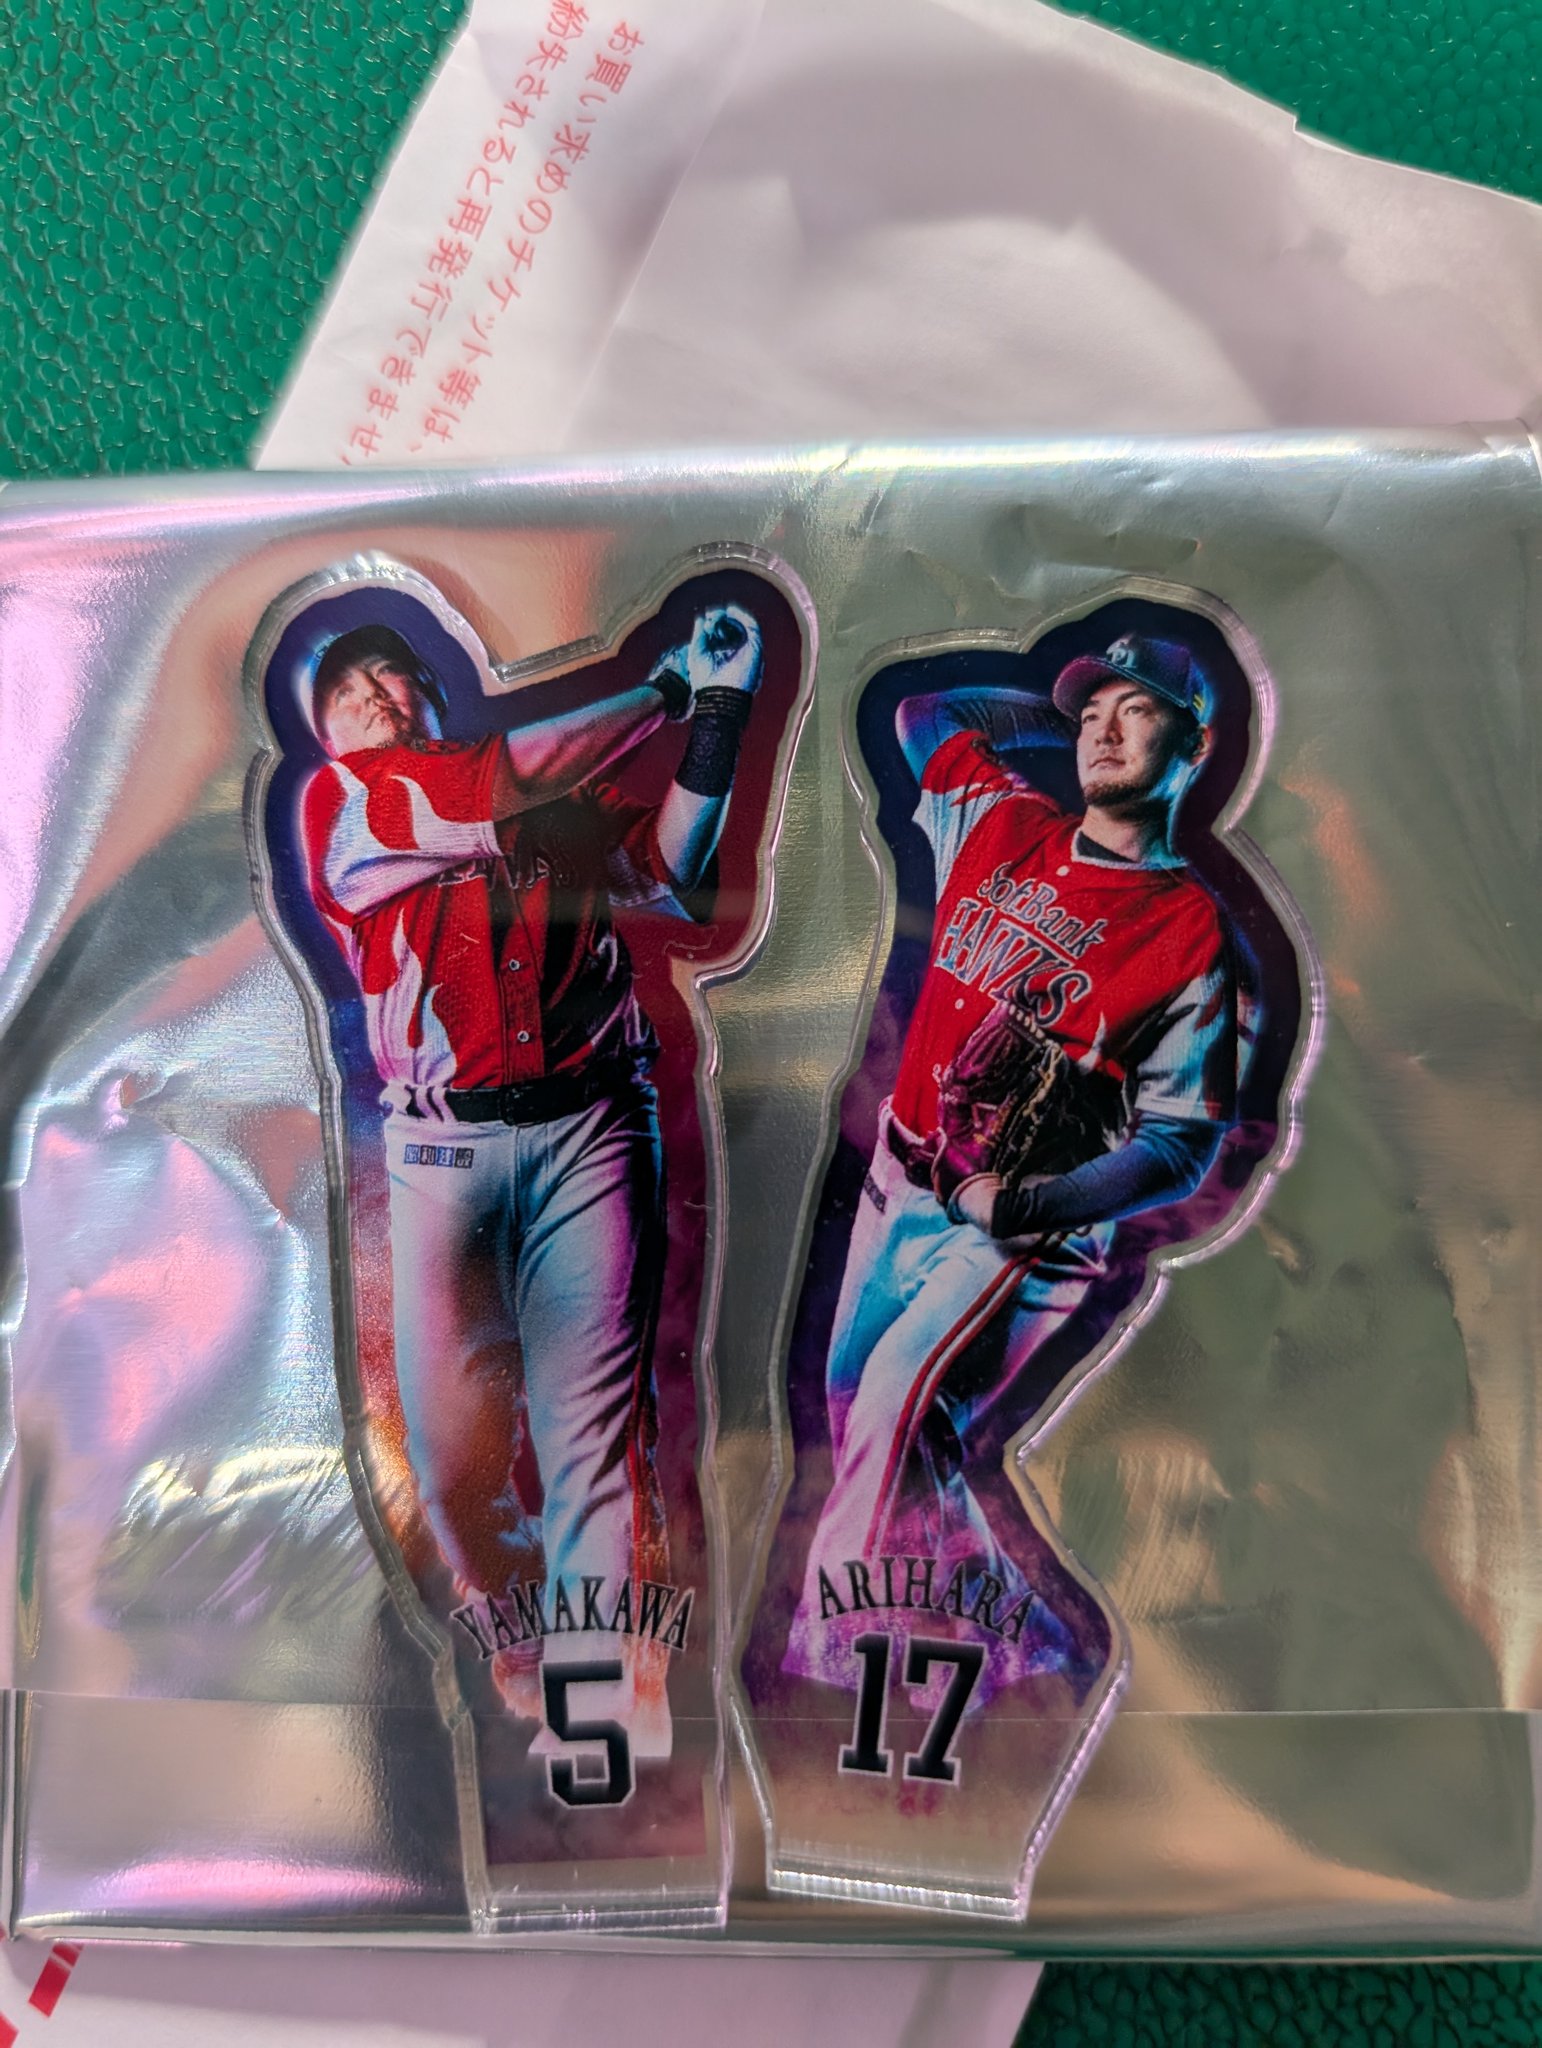 お買い求めのチケット等は、
紛失されると再発行できませ
SoftBank
HAWKS
YAMAKAWA
5
ARIHARA
17